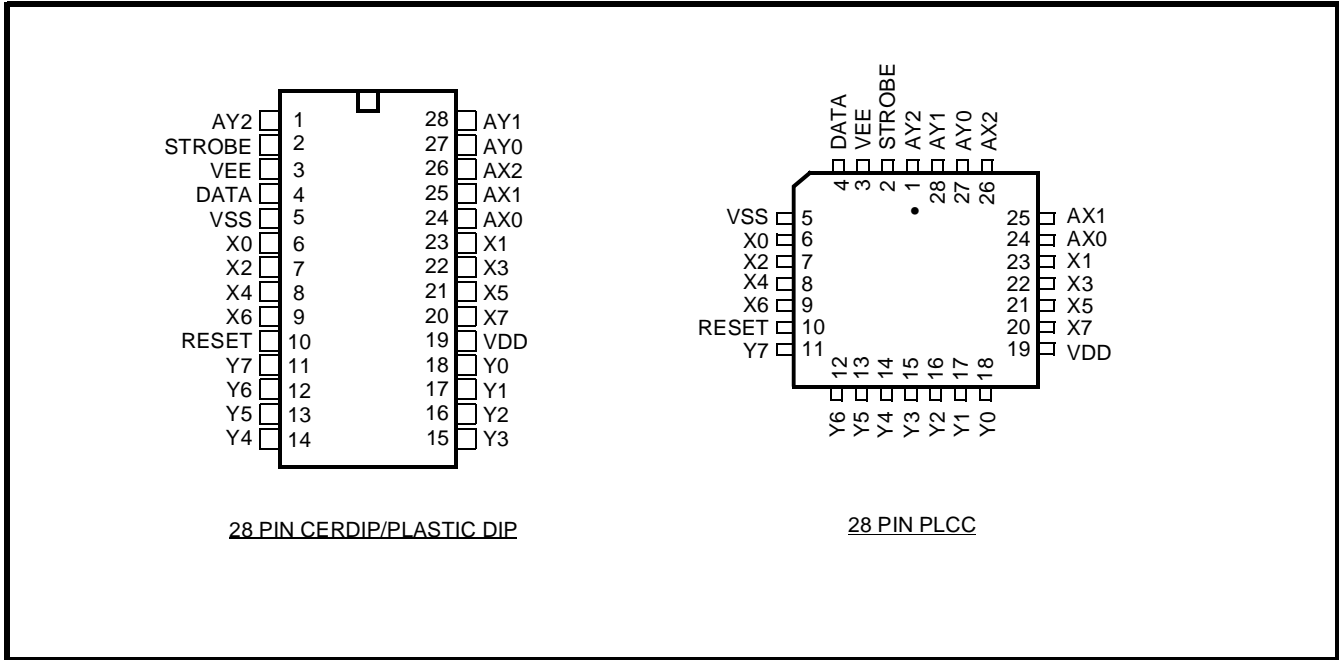 AY2 1 28 AY1
STROBE 2 27 AY0
VEE 3 26 AX2
DATA 4 25 AX1
VSS 5 24 AX0
X0 6 23 X1
X2 7 22 X3
X4 8 21 X5
X6 9 20 X7
RESET 10 19 VDD
Y7 11 18 Y0
Y6 12 17 Y1
Y5 13 16 Y2
Y4 14 15 Y3
28 PIN CERDIP/PLASTIC DIP
DATA VEE STROBE AY2 AY1 AY0 AX2
4 3 2 1 28 27 26
VSS 5 25 AX1
X0 6 24 AX0
X2 7 23 X1
X4 8 22 X3
X6 9 21 X5
RESET 10 20 X7
Y7 11 19 VDD
12 13 14 15 16 17 18
Y6 Y5 Y4 Y3 Y2 Y1 Y0
28 PIN PLCC